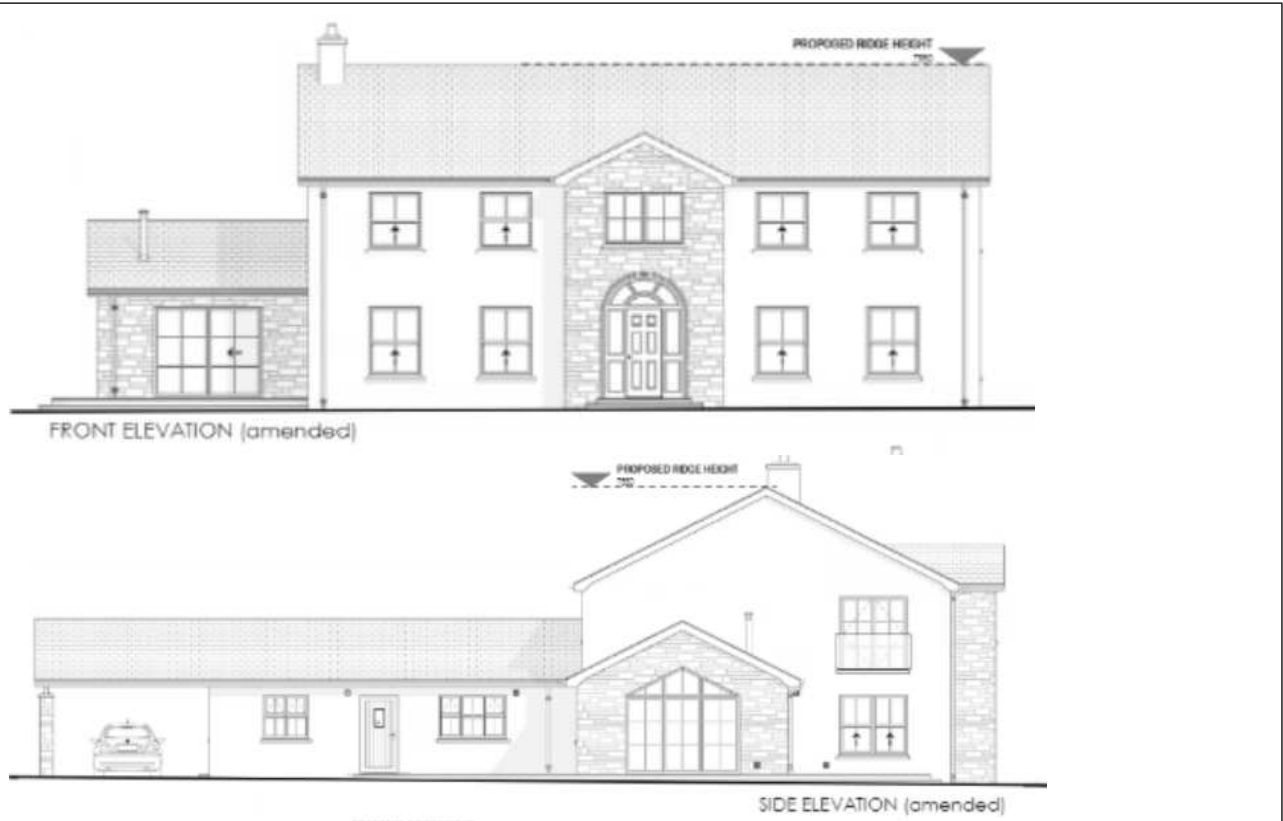 PROPOSED RIDGE HEIGHT
FRONT ELEVATION (amended)
PROPOSED RIDGE HEIGHT
SIDE ELEVATION (amended)